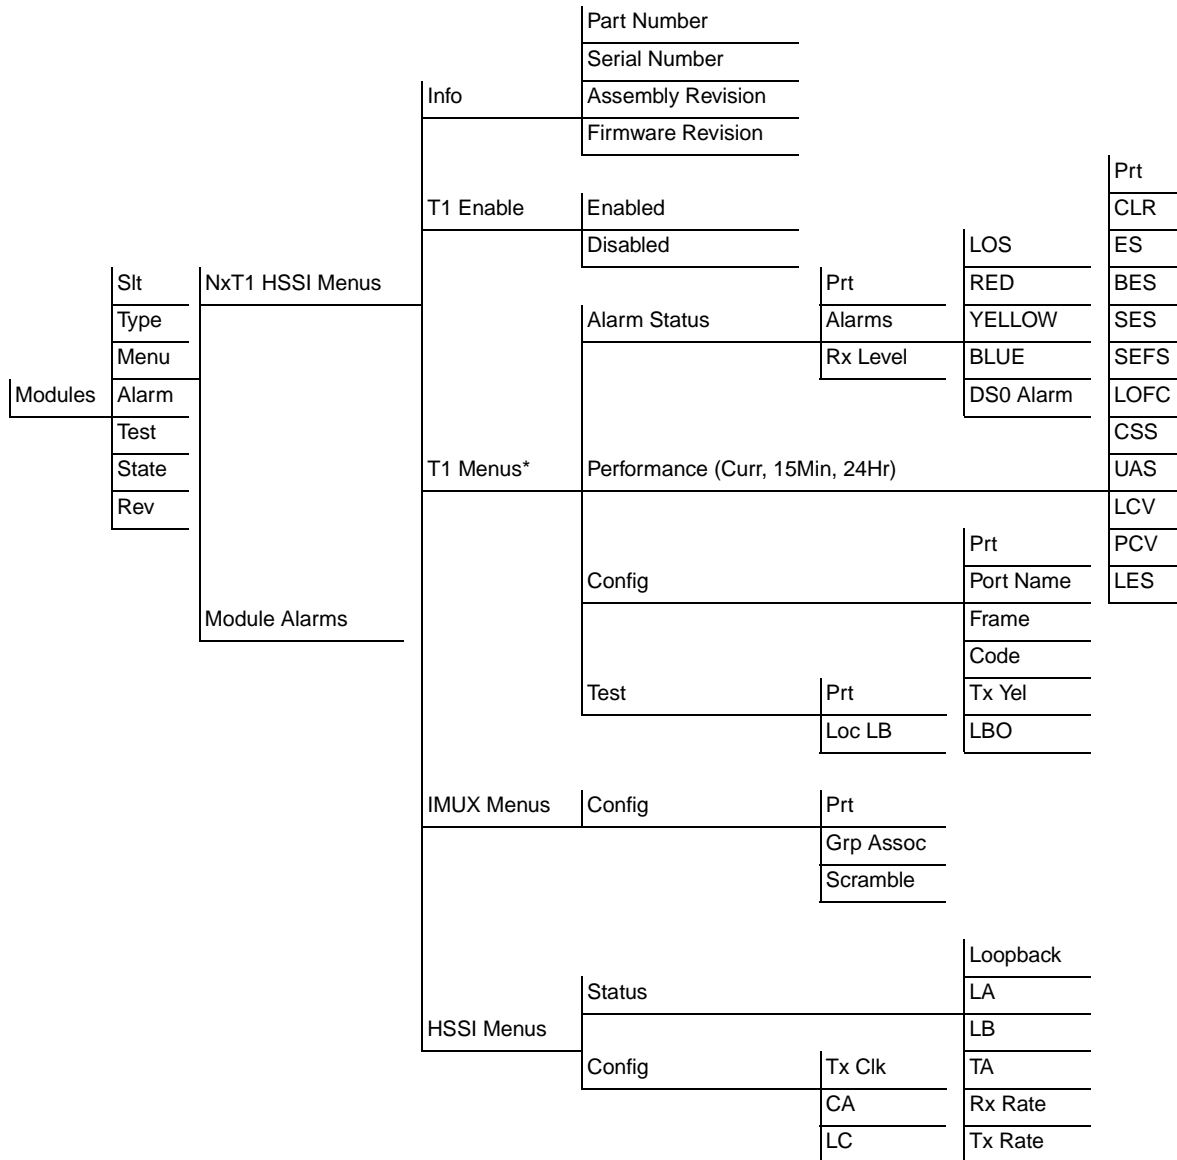 Part Number
Serial Number
Info Assembly Revision
Firmware Revision
Prt
T1 Enable Enabled CLR
Disabled LOS ES
Slt NxT1 HSSI Menus Prt RED BES
Type Alarm Status Alarms YELLOW SES
Menu Rx Level BLUE SEFS
Modules Alarm DS0 Alarm LOFC
Test CSS
State T1 Menus* Performance (Curr, 15Min, 24Hr) UAS
Rev LCV
Prt PCV
Config Port Name LES
Module Alarms Frame
Code
Test Prt Tx Yel
Loc LB LBO
IMUX Menus Config Prt
Grp Assoc
Scramble
Loopback
Status LA
HSSI Menus LB
Config Tx Clk TA
CA Rx Rate
LC Tx Rate